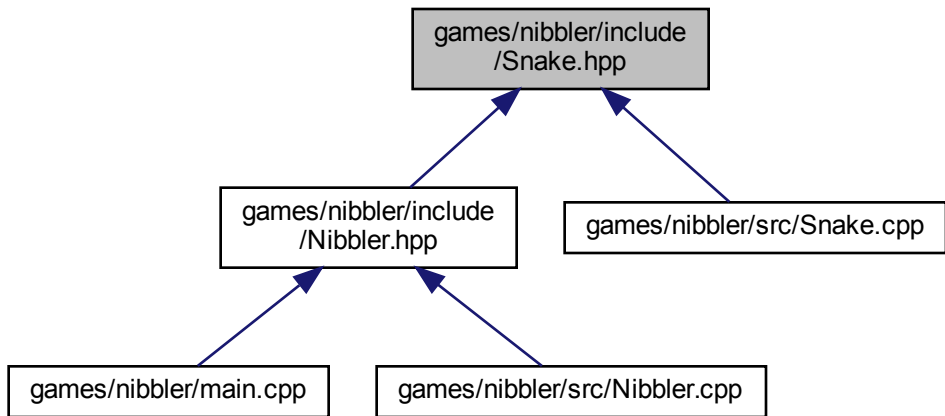 games/nibbler/include
/Snake.hpp
games/nibbler/include
/Nibbler.hpp
games/nibbler/src/Snake.cpp
games/nibbler/main.cpp
games/nibbler/src/Nibbler.cpp